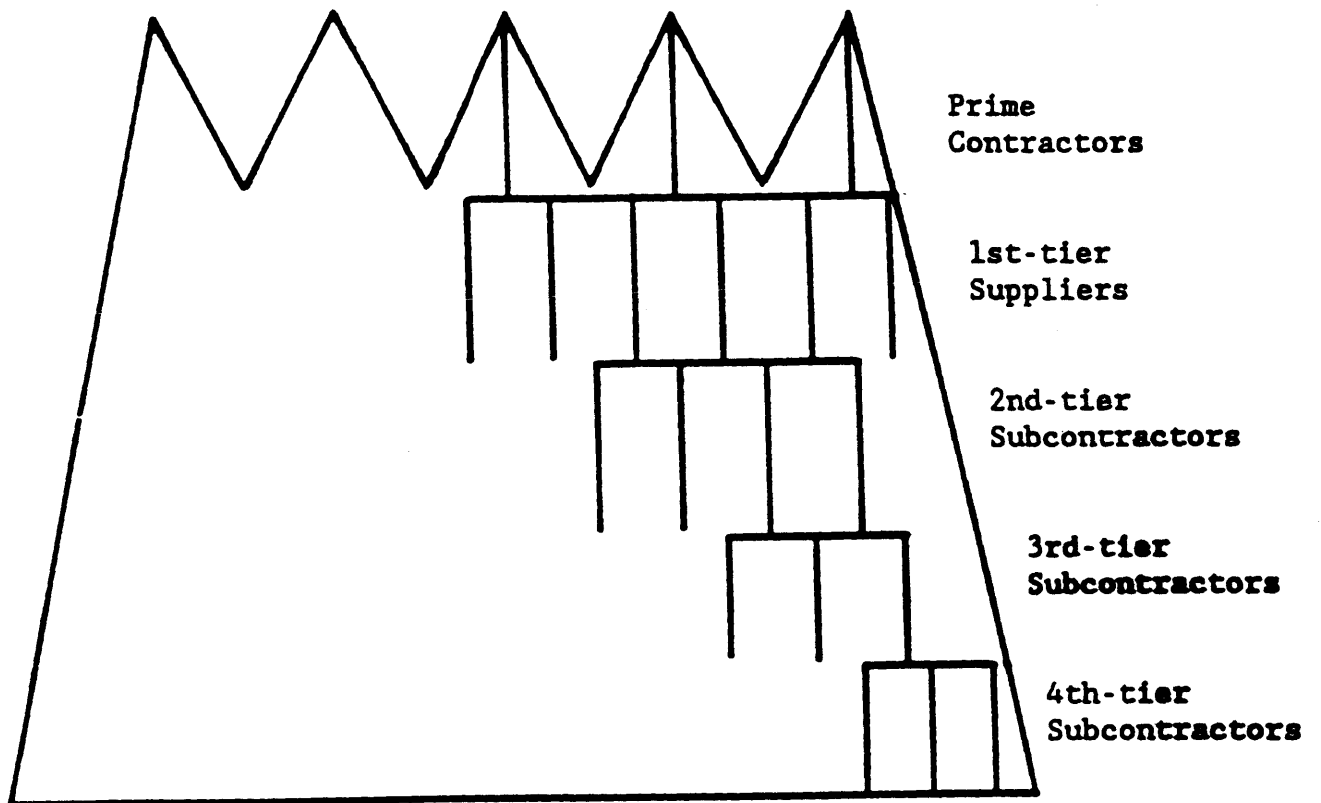 Prime
Contractors
1st-tier
Suppliers
2nd-tier
Subcontractors
3rd-tier
Subcontractors
4th-tier
Subcontractors